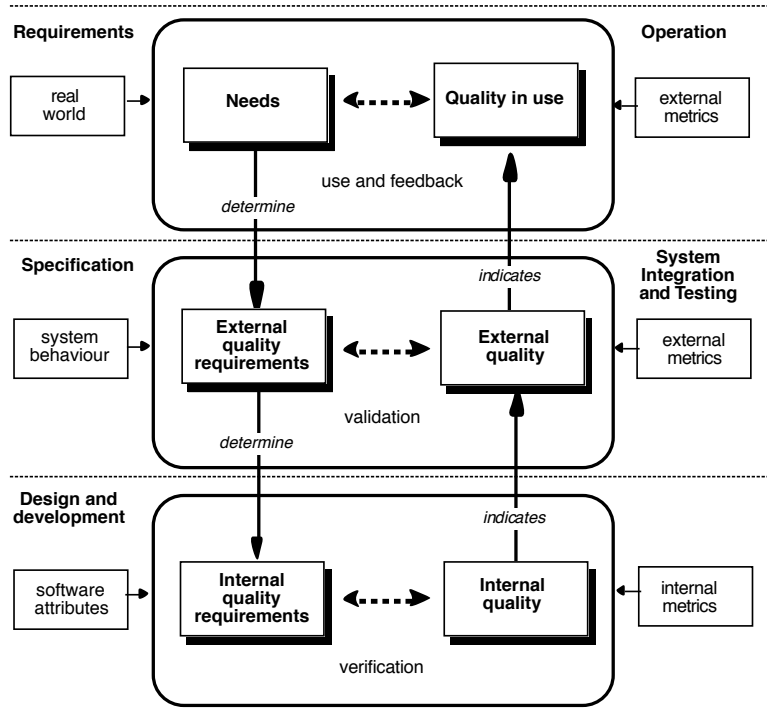 Requirements
Operation
real
world
Needs
Quality in use
external
metrics
use and feedback
determine
Specification
System
Integration
and Testing
indicates
system
behaviour
External
quality
requirements
External
quality
external
metrics
validation
determine
Design and
development
indicates
software
attributes
Internal
quality
requirements
Internal
quality
internal
metrics
verification